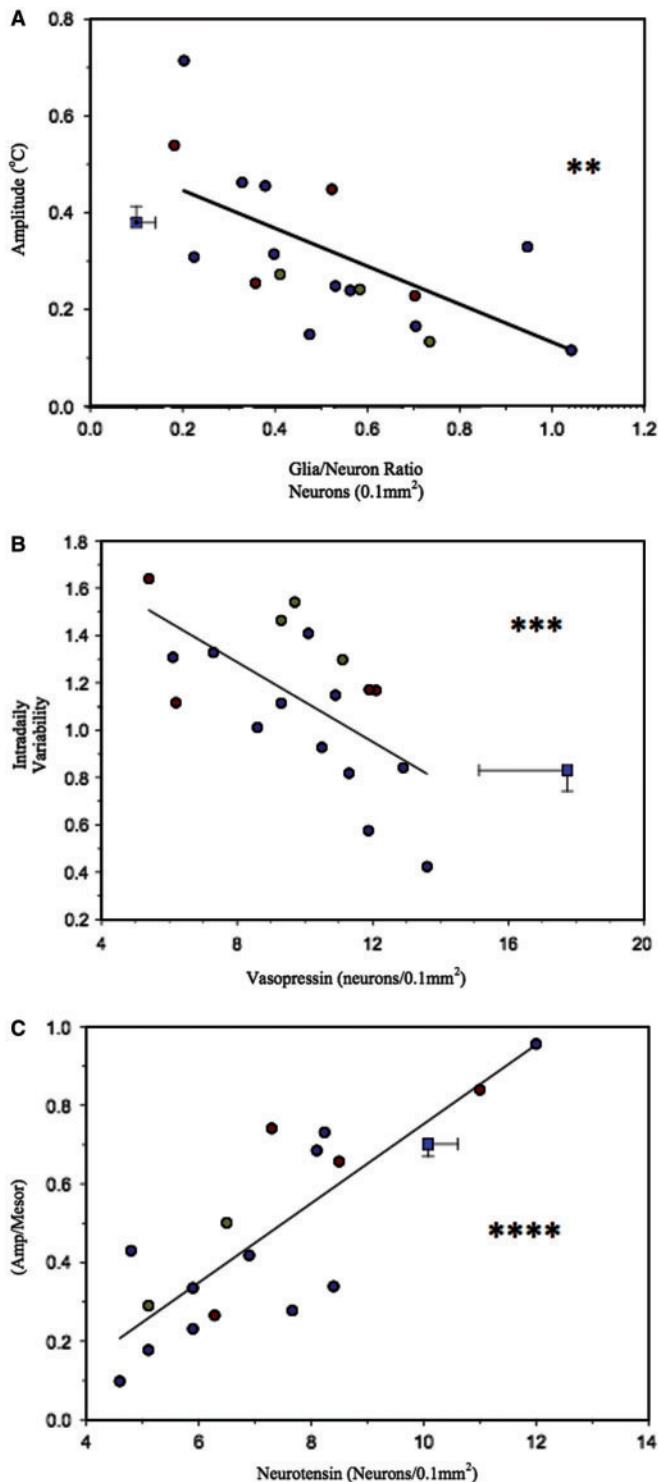 A
0.8
0.6
0.4
0.2
0.0
Amplitude (°C)
**
0.0 0.2 0.4 0.6 0.8 1.0 1.2
Glia/Neuron Ratio
Neurons (0.1mm²)
B
1.8
1.6
1.4
1.2
1.0
0.8
0.6
0.4
0.2
Intradaily
Variability
***
4 8 12 16 20
Vasopressin (neurons/0.1mm²)
C
1.0
0.8
0.6
0.4
0.2
0.0
(Amp/Mesor)
****
4 6 8 10 12 14
Neurotensin (Neurons/0.1mm²)